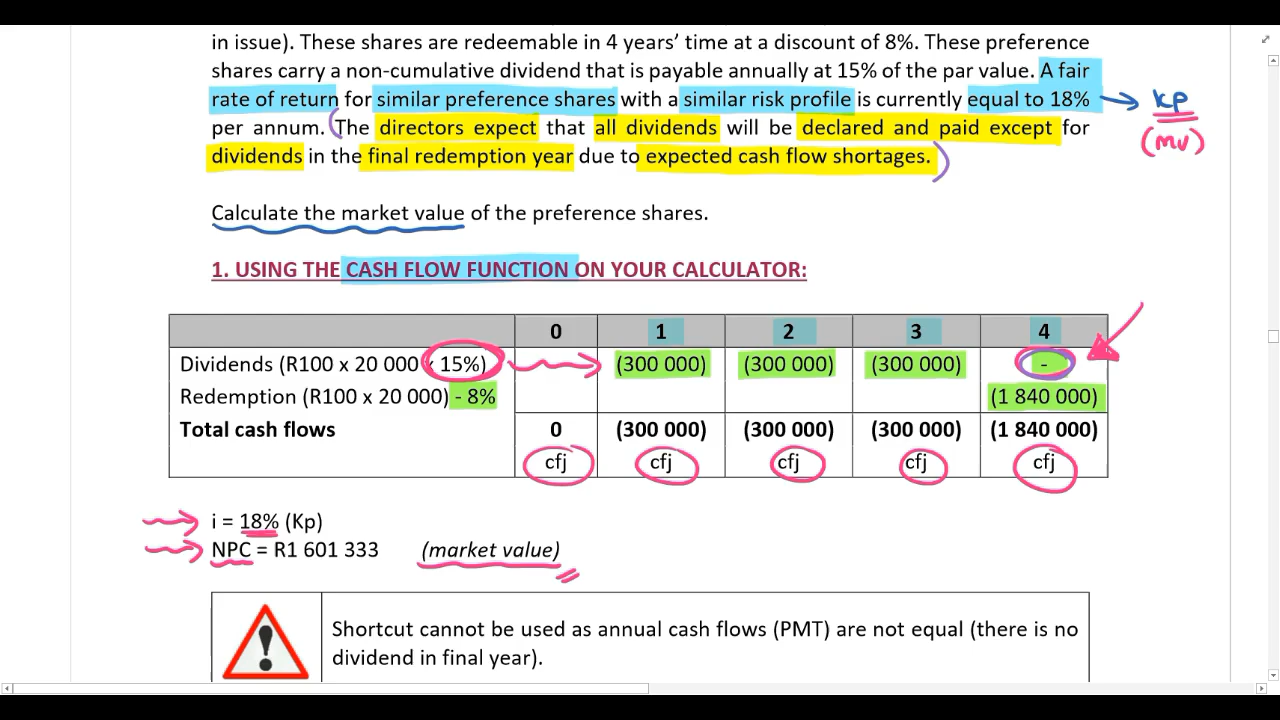 in issue). These shares are redeemable in 4 years' time at a discount of 8%. These preference
shares carry a non-cumulative dividend that is payable annually at 15% of the par value. A fair
rate of return for similar preference shares with a similar risk profile is currently equal to 18%
kp
per annum. (The directors expect that all dividends will be declared and paid except for
(mv)
dividends in the final redemption year due to expected cash flow shortages.)
Calculate the market value of the preference shares.
1. USING THE CASH FLOW FUNCTION ON YOUR CALCULATOR:
0 1 2 3 4
Dividends (R100 x 20 000 x 15%) (300 000) (300 000) (300 000) -
Redemption (R100 x 20 000) - 8% (1 840 000)
Total cash flows 0 (300 000) (300 000) (300 000) (1 840 000)
cfj cfj cfj cfj cfj
i = 18% (Kp)
NPC = R1 601 333 (market value)
Shortcut cannot be used as annual cash flows (PMT) are not equal (there is no
dividend in final year).